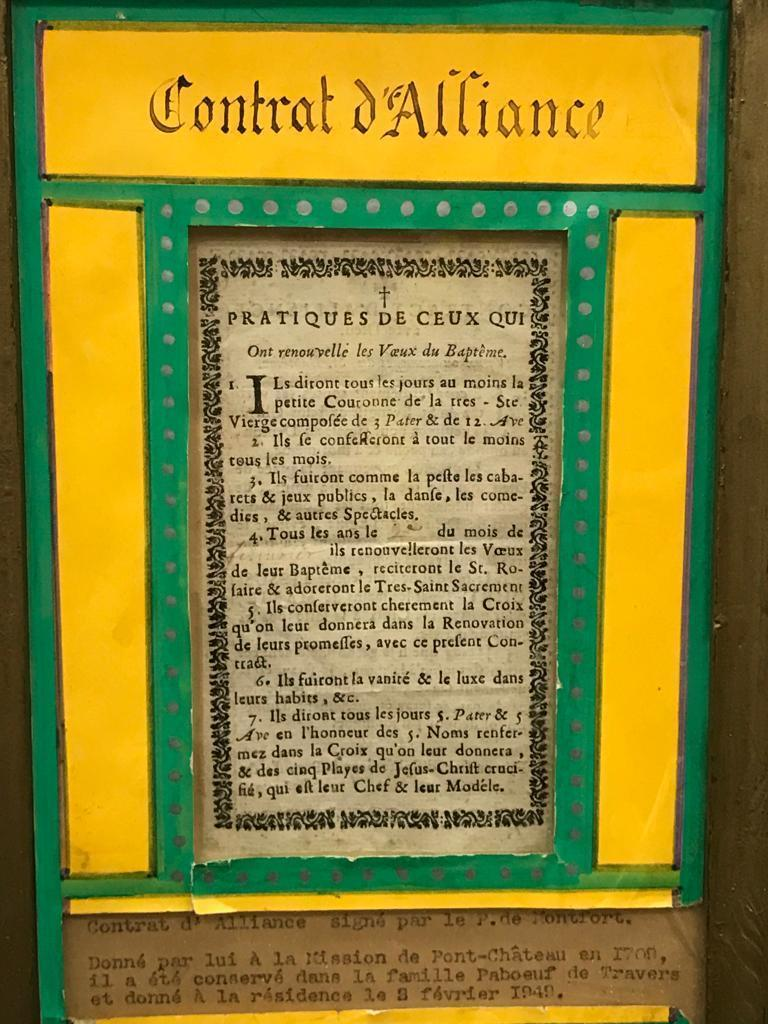 Contrat d'Alliance
†
PRATIQUES DE CEUX QUI
Ont renouvellé les Vœux du Baptême.
1. ILs diront tous les jours au moins la
petite Couronne de la tres - Ste
Vierge composée de 3 Pater & de 12. Ave
2. Ils se confesseront à tout le moins
tous les mois.
3. Ils fuiront comme la peste les caba-
rets & jeux publics, la danse, les come-
dies, & autres Spectacles.
4. Tous les ans le du mois de
ils renouvelleront les Vœux
de leur Baptême, reciteront le St. Ro-
saire & adoreront le Tres-Saint Sacrement
5. Ils conserveront cherement la Croix
qu'on leur donnera dans la Renovation
de leurs promesses, avec ce present Con-
tract.
6. Ils fuiront la vanité & le luxe dans
leurs habits, &c.
7. Ils diront tous les jours 5. Pater & 5
Ave en l'honneur des 5. Noms renfer-
mez dans la Croix qu'on leur donnera,
& des cinq Playes de Jesus-Christ cruci-
fié, qui est leur Chef & leur Modéle.
Contrat d' Alliance signé par le P.de Montfort.
Donné par lui à la Mission de Pont-Château en
il a été conservé dans la famille Paboeuf de Travers
et donné à la résidence le février